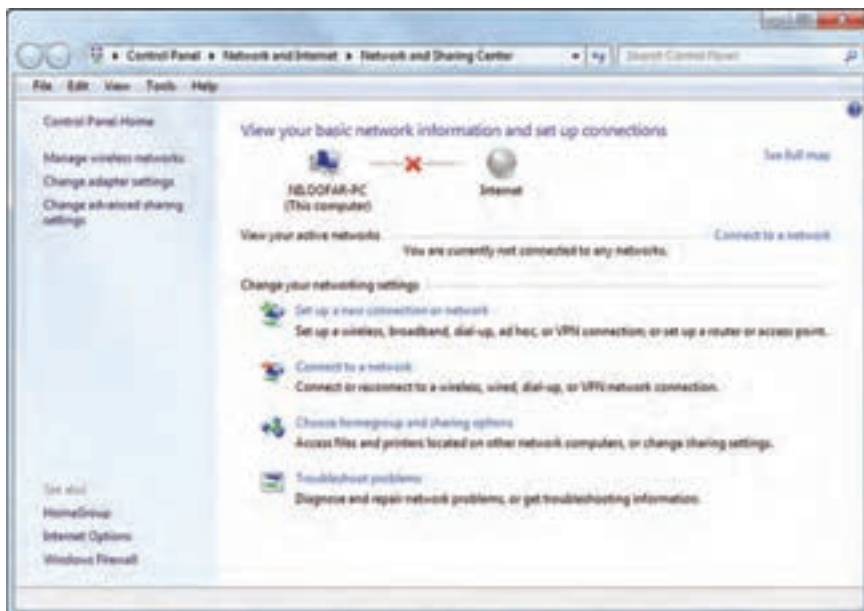 Control Panel ▸ Network and Internet ▸ Network and Sharing Center
Search Control Panel
File Edit View Tools Help
Control Panel Home
Manage wireless networks
Change adapter settings
Change advanced sharing
settings
View your basic network information and set up connections
See full map
NILOOFAR-PC
(This computer)
Internet
View your active networks
Connect to a network
You are currently not connected to any networks.
Change your networking settings
Set up a new connection or network
Set up a wireless, broadband, dial-up, ad hoc, or VPN connection; or set up a router or access point.
Connect to a network
Connect or reconnect to a wireless, wired, dial-up, or VPN network connection.
Choose homegroup and sharing options
Access files and printers located on other network computers, or change sharing settings.
Troubleshoot problems
Diagnose and repair network problems, or get troubleshooting information.
See also
HomeGroup
Internet Options
Windows Firewall